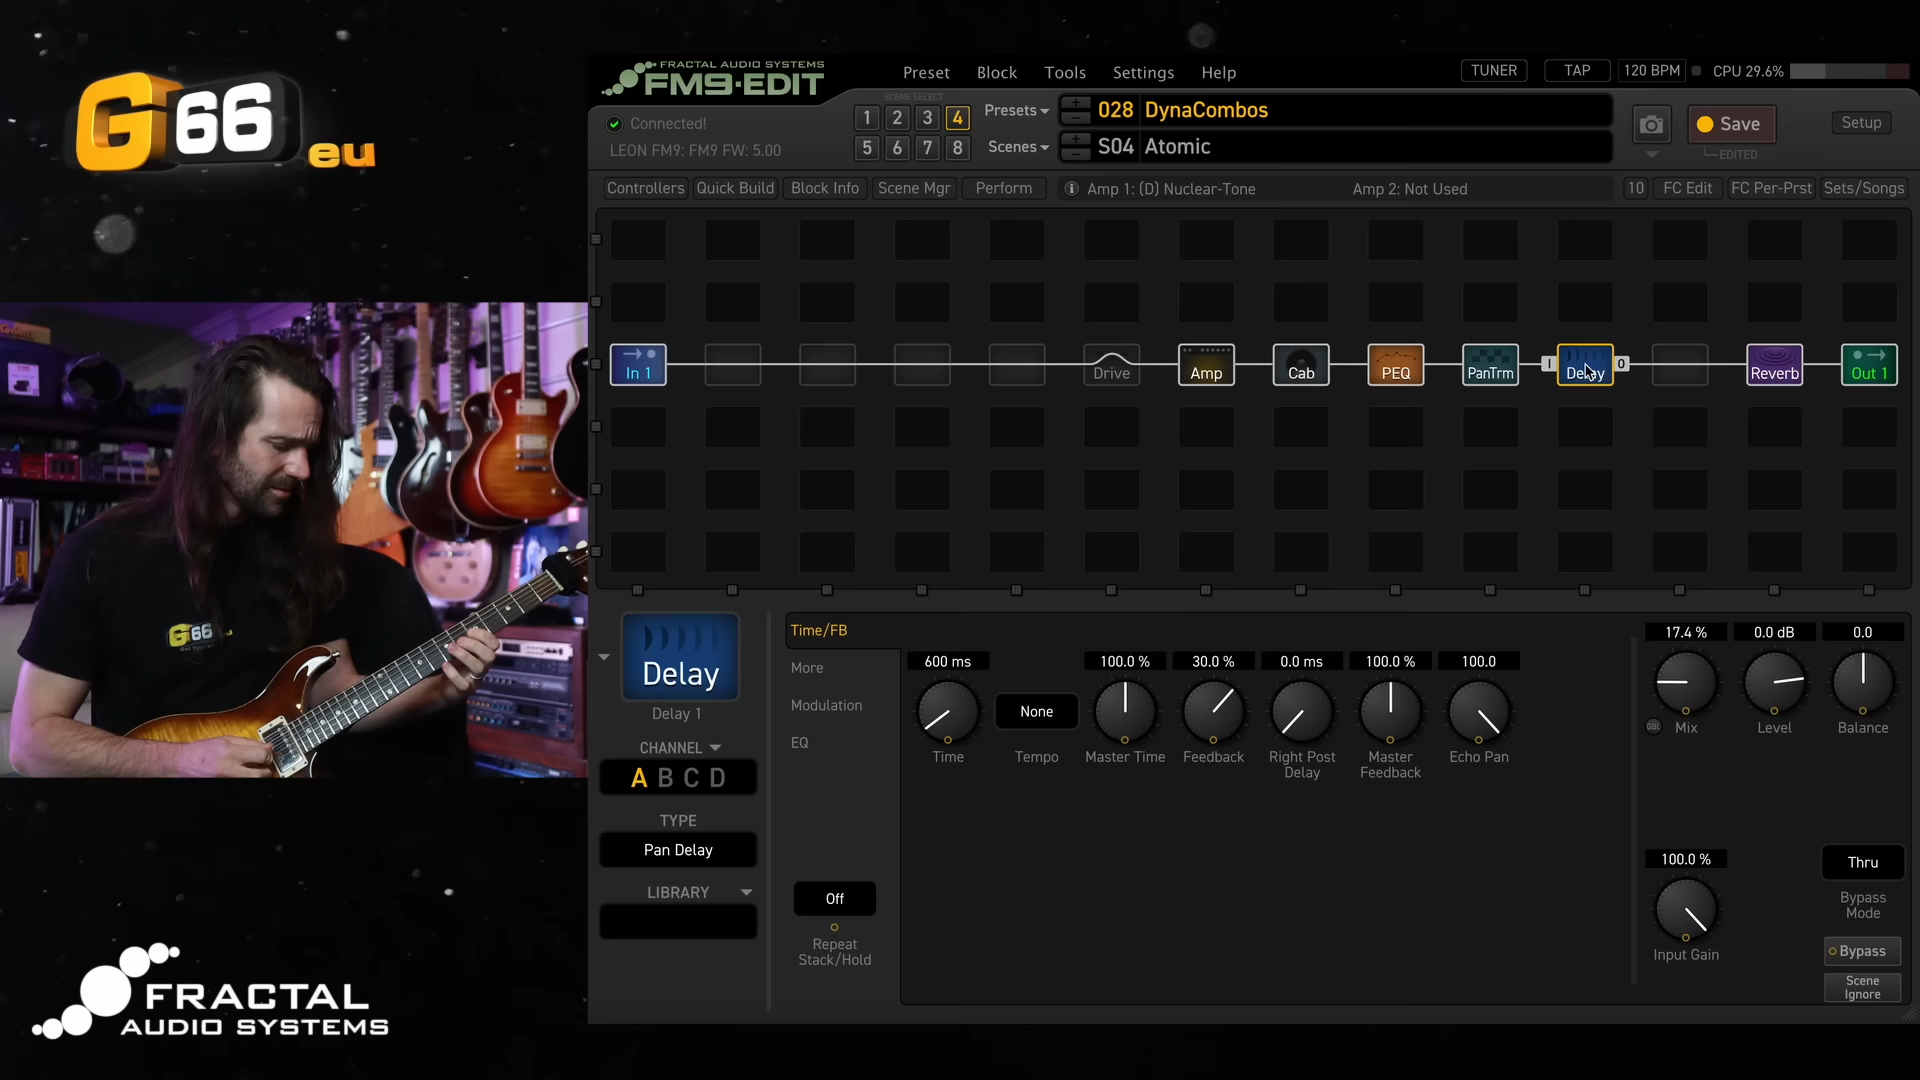 G66
eu
FRACTAL AUDIO SYSTEMS
FM9-EDIT
Preset Block Tools Settings Help
TUNER TAP 120 BPM CPU 29.6%
Connected!
LEON FM9: FM9 FW: 5.00
SCENE SELECT
1 2 3 4
5 6 7 8
Presets 028 DynaCombos
Scenes S04 Atomic
Save
EDITED
Setup
Controllers Quick Build Block Info Scene Mgr Perform
Amp 1: (D) Nuclear-Tone Amp 2: Not Used
10 FC Edit FC Per-Prst Sets/Songs
In 1 Drive Amp Cab PEQ PanTrm I Delay O Reverb Out 1
Delay
Delay 1
CHANNEL
A B C D
TYPE
Pan Delay
LIBRARY
Time/FB
More
Modulation
EQ
Off
Repeat
Stack/Hold
600 ms 100.0 % 30.0 % 0.0 ms 100.0 % 100.0
None
Time Tempo Master Time Feedback Right Post Delay Master Feedback Echo Pan
17.4 % 0.0 dB 0.0
GBL Mix Level Balance
100.0 %
Input Gain
Thru
Bypass
Mode
Bypass
Scene
Ignore
G66
FRACTAL
AUDIO SYSTEMS